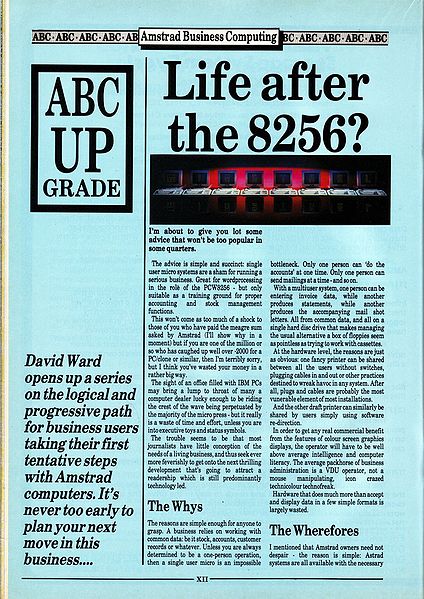 ABC · ABC · ABC · ABC · AB Amstrad Business Computing BC · ABC · ABC · ABC · ABC
ABC
UP
GRADE
Life after
the 8256?
I'm about to give you lot some
advice that won't be too popular in
some quarters.
The advice is simple and succinct: single
user micro systems are a sham for running a
serious business. Great for wordprocessing
in the role of the PCW8256 - but only
suitable as a training ground for proper
accounting and stock management
functions.
This won't come as too much of a shock to
those of you who have paid the meagre sum
asked by Amstrad (I'll show why in a
moment) but if you are one of the million or
so who has caughed up well over -2000 for a
PC/clone or similar, then I'm terribly sorry,
but I think you've wasted your money in a
rather big way.
The sight of an office filled with IBM PCs
may bring a lump to throat of many a
computer dealer lucky enough to be riding
the crest of the wave being perpetuated by
the majority of the micro press - but it really
is a waste of time and effort, unless you are
into executive toys and status symbols.
The trouble seems to be that most
journalists have little conception of the
needs of a living business, and thus seek ever
more feverishly to get onto the next thrilling
development that's going to attract a
readership which is still predominantly
technology led.
The Whys
The reasons are simple enough for anyone to
grasp. A business relies on working with
common data: be it stock, accounts, customer
records or whatever. Unless you are always
determined to be a one-person operation,
then a single user micro is an impossible
bottleneck. Only one person can 'do the
accounts' at one time. Only one person can
send mailings at a time - and so on.
With a multiuser system, one person can be
entering invoice data, while another
produces statements, while another
produces the accompanying mail shot
letters. All from common data, and all on a
single hard disc drive that makes managing
the usual alternative a box of floppies seem
as pointless as trying to work with cassettes.
At the hardware level, the reasons are just
as obvious: one fancy printer can be shared
between all the users without switches,
plugging cables in and out or other practices
destined to wreak havoc in any system. After
all, plugs and cables are probably the most
vunerable element of most installations.
And the other draft printer can similarly be
shared by users simply using software
re-direction.
In order to get any real commercial benefit
from the features of colour screen graphics
displays, the operator will have to be well
above average intelligence and computer
literacy. The average packhorse of business
administration is a VDU operator, not a
mouse manipulating, icon crazed
technicolour technofreak.
Hardware that does much more than accept
and display data in a few simple formats is
largely wasted.
The Wherefores
I mentioned that Amstrad owners need not
despair - the reason is simple: Astrad
systems are all available with the necessary
David Ward
opens up a series
on the logical and
progressive path
for business users
taking their first
tentative steps
with Amstrad
computers. It's
never too early to
plan your next
move in this
business....
XII